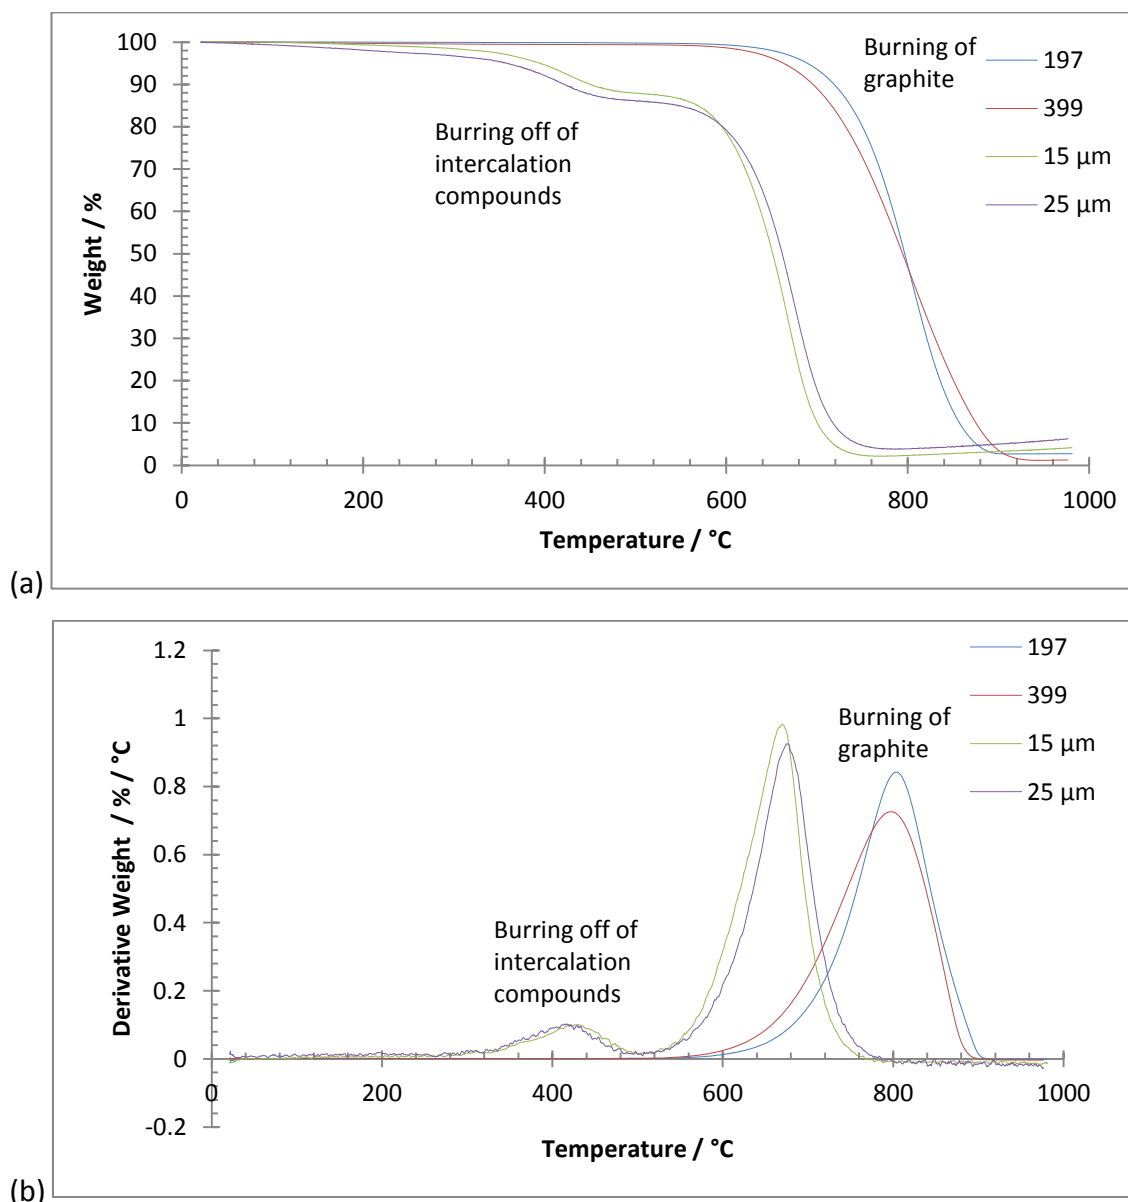 100
90
80
70
60
50
40
30
20
10
0
Weight / %
0
200
400
600
800
1000
Temperature / °C
Burring off of
intercalation
compounds
Burning of
graphite
197
399
15 µm
25 µm
(a)
1.2
1
0.8
0.6
0.4
0.2
0
-0.2
Derivative Weight / % / °C
0
200
400
600
800
1000
Temperature / °C
Burring off of
intercalation
compounds
Burning of
graphite
197
399
15 µm
25 µm
(b)